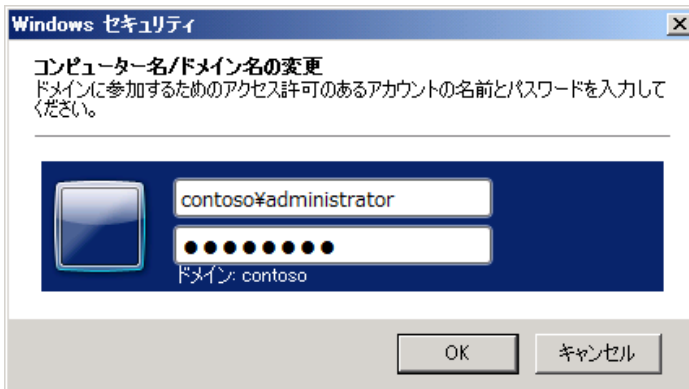 Windows セキュリティ
コンピューター名/ドメイン名の変更
ドメインに参加するためのアクセス許可のあるアカウントの名前とパスワードを入力して
ください。
contoso¥administrator
●●●●●●●●
ドメイン: contoso
OK
キャンセル